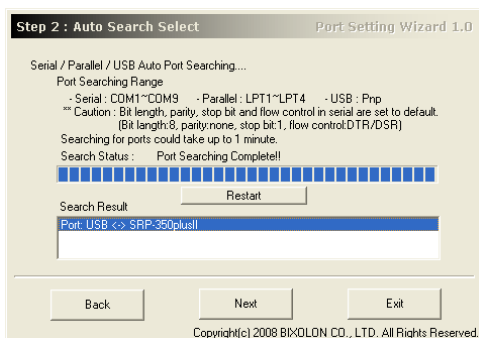 Step 2 : Auto Search Select Port Setting Wizard 1.0
Serial / Parallel / USB Auto Port Searching....
Port Searching Range
- Serial : COM1~COM9 - Parallel : LPT1~LPT4 - USB : Pnp
** Caution : Bit length, parity, stop bit and flow control in serial are set to default.
(Bit length:8, parity:none, stop bit:1, flow control:DTR/DSR)
Searching for ports could take up to 1 minute.
Search Status : Port Searching Complete!!
Restart
Search Result
Port: USB <-> SRP-350plusII
Back Next Exit
Copyright(c) 2008 BIXOLON CO., LTD. All Rights Reserved.